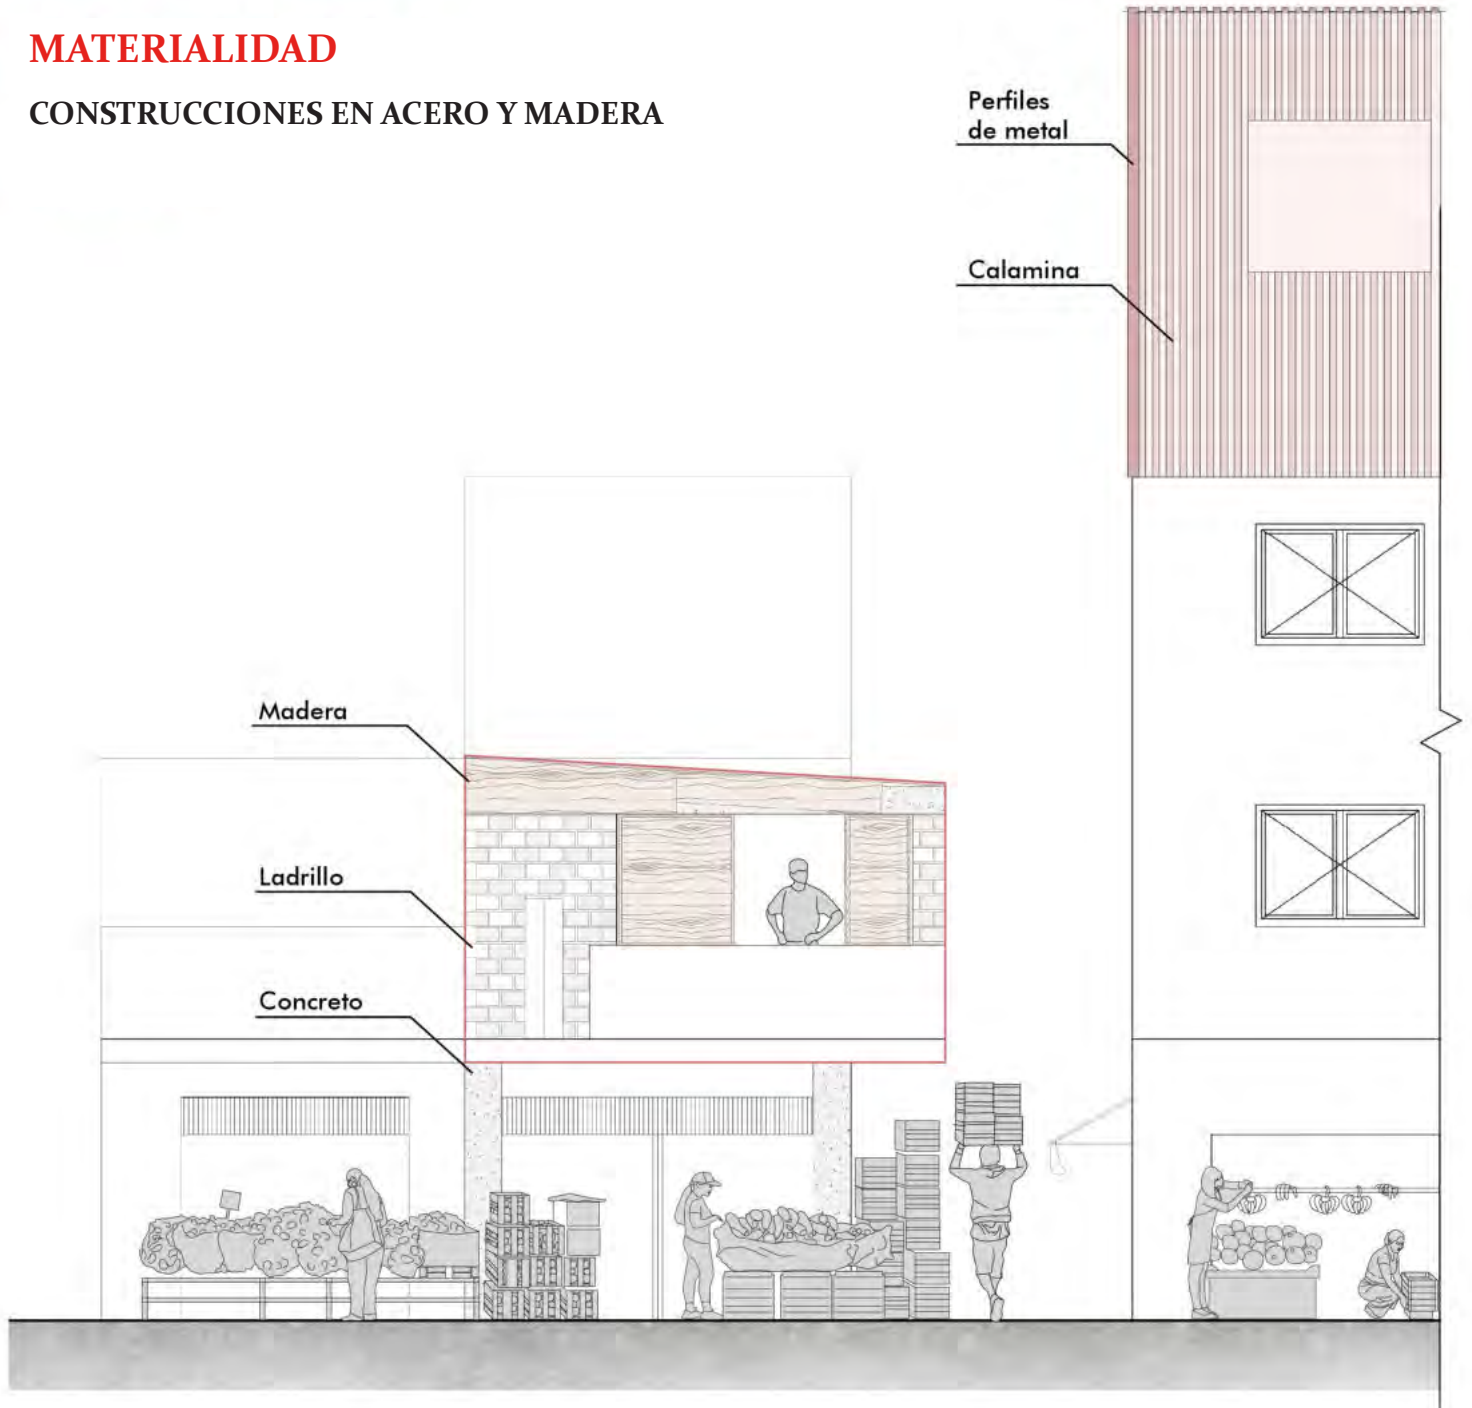 MATERIALIDAD
CONSTRUCCIONES EN ACERO Y MADERA
Perfiles
de metal
Calamina
Madera
Ladrillo
Concreto